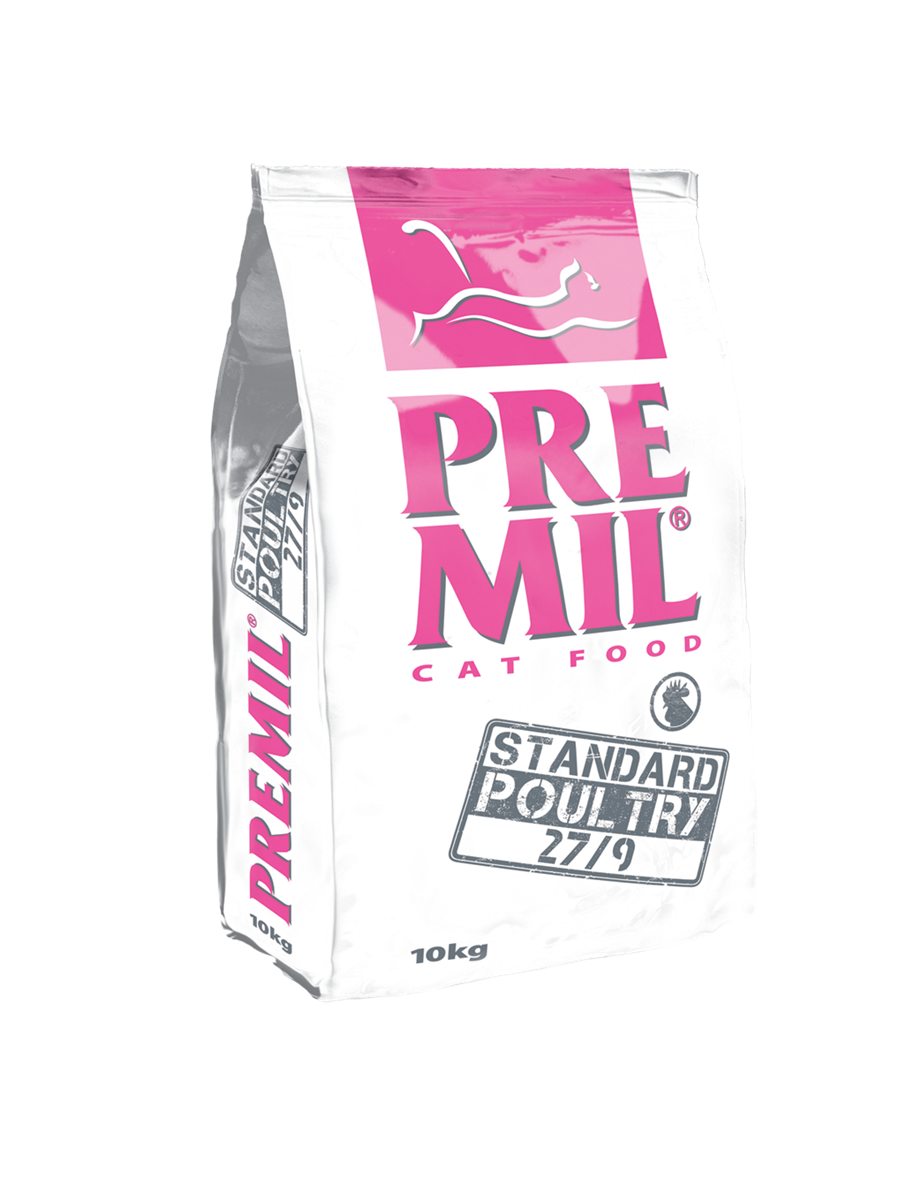 PRE
MIL®
CAT FOOD
STANDARD
POULTRY
27/9
10kg
STANDARD
POULTRY
27/9
PREMIL®
10kg